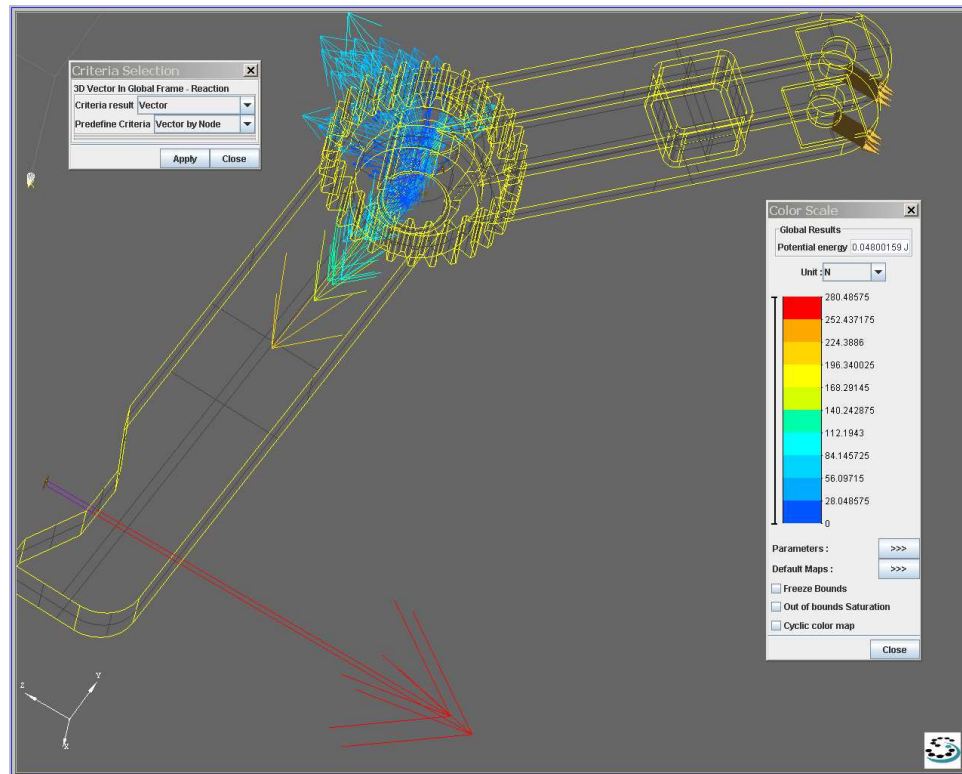 Criteria Selection
3D Vector In Global Frame - Reaction
Criteria result Vector
Predefine Criteria Vector by Node
Apply Close
Color Scale
Global Results
Potential energy 0.04800159 J
Unit : N
280.48575
252.437175
224.3886
196.340025
168.29145
140.242875
112.1943
84.145725
56.09715
28.048575
0
Parameters : >>>
Default Maps : >>>
Freeze Bounds
Out of bounds Saturation
Cyclic color map
Close
Z
Y
X